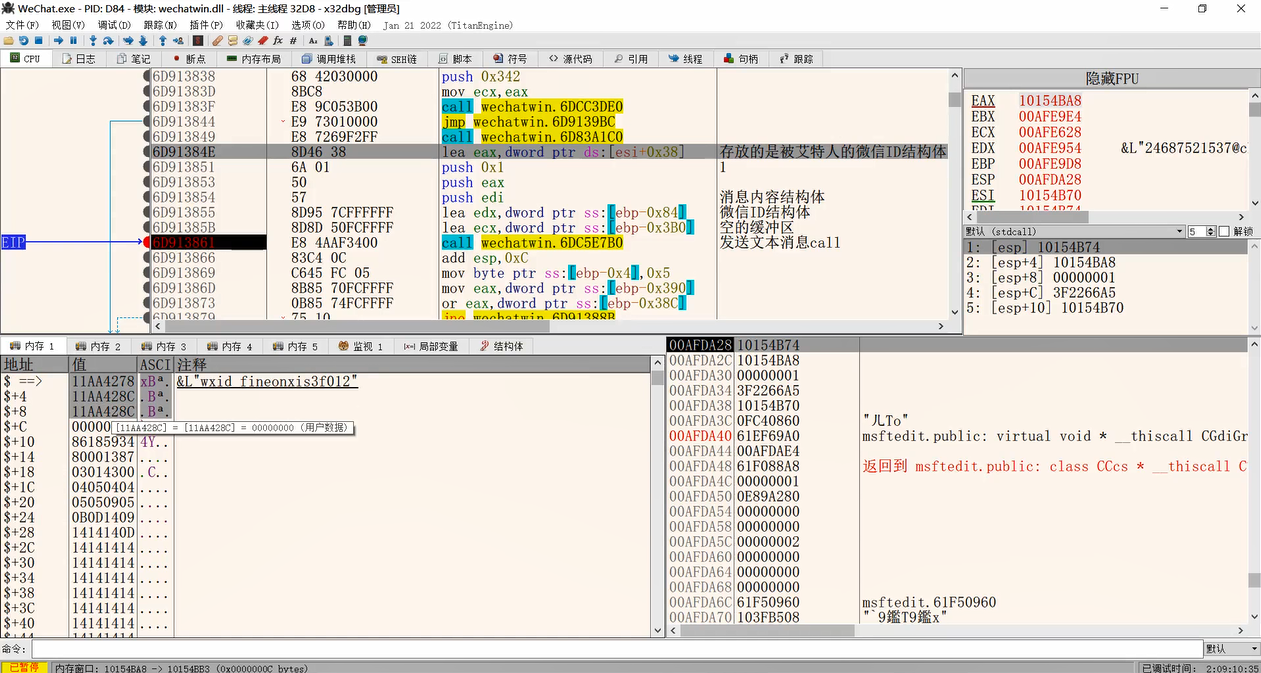 WeChat.exe - PID: D84 - 模块: wechatwin.dll - 线程: 主线程 32D8 - x32dbg [管理员]
文件(F) 视图(V) 调试(D) 跟踪(N) 插件(P) 收藏夹(I) 选项(O) 帮助(H) Jan 21 2022 (TitanEngine)
CPU 日志 笔记 断点 内存布局 调用堆栈 SEH链 脚本 符号 源代码 引用 线程 句柄 跟踪
6D913838 68 42030000 push 0x342
6D91383D 8BC8 mov ecx,eax
6D91383F E8 9C053B00 call wechatwin.6DCC3DE0
6D913844 E9 73010000 jmp wechatwin.6D9139BC
6D913849 E8 7269F2FF call wechatwin.6D83A1C0
6D91384E 8D46 38 lea eax,dword ptr ds:[esi+0x38] 存放的是被艾特人的微信ID结构体
6D913851 6A 01 push 0x1 1
6D913853 50 push eax
6D913854 57 push edi 消息内容结构体
6D913855 8D95 7CFFFFFF lea edx,dword ptr ss:[ebp-0x84] 微信ID结构体
6D91385B 8D8D 50FCFFFF lea ecx,dword ptr ss:[ebp-0x3B0] 空的缓冲区
EIP 6D913861 E8 4AAF3400 call wechatwin.6DC5E7B0 发送文本消息call
6D913866 83C4 0C add esp,0xC
6D913869 C645 FC 05 mov byte ptr ss:[ebp-0x4],0x5
6D91386D 8B85 70FCFFFF mov eax,dword ptr ss:[ebp-0x390]
6D913873 0B85 74FCFFFF or eax,dword ptr ss:[ebp-0x38C]
6D913879 75 10 jne wechatwin.6D91388B
隐藏FPU
EAX 10154BA8
EBX 00AFE9E4
ECX 00AFE628
EDX 00AFE954 &L"24687521537@c
EBP 00AFE9D8
ESP 00AFDA28
ESI 10154B70
EDI 10154B74
默认 (stdcall) 5 解锁
1: [esp] 10154B74
2: [esp+4] 10154BA8
3: [esp+8] 00000001
4: [esp+C] 3F2266A5
5: [esp+10] 10154B70
内存 1 内存 2 内存 3 内存 4 内存 5 监视 1 局部变量 结构体
地址 值 ASCI 注释
$ ==> 11AA4278 xBª. &L"wxid_fineonxis3f012"
$+4 11AA428C .Bª.
$+8 11AA428C .Bª.
$+C 00000 [11AA428C] = [11AA428C] = 00000000 (用户数据)
$+10 86185934 4Y..
$+14 80001387 ....
$+18 03014300 .C..
$+1C 04050404 ....
$+20 05050905 ....
$+24 0B0D1409 ....
$+28 1414140D ....
$+2C 14141414 ....
$+30 14141414 ....
$+34 14141414 ....
$+38 14141414 ....
$+3C 14141414 ....
$+40 14141414 ....
$+44 14141414 ....
00AFDA28 10154B74
00AFDA2C 10154BA8
00AFDA30 00000001
00AFDA34 3F2266A5
00AFDA38 10154B70
00AFDA3C 0FC40860 "儿To"
00AFDA40 61EF69A0 msftedit.public: virtual void * __thiscall CGdiGr
00AFDA44 00AFDAE4
00AFDA48 61F088A8 返回到 msftedit.public: class CCcs * __thiscall C
00AFDA4C 00000001
00AFDA50 0E89A280
00AFDA54 00000000
00AFDA58 00000000
00AFDA5C 00000002
00AFDA60 00000000
00AFDA64 00000000
00AFDA68 00000000
00AFDA6C 61F50960 msftedit.61F50960
00AFDA70 103FB508 "`9鑑T9鑑x"
命令: 默认
已暂停 内存窗口: 10154BA8 -> 10154BB3 (0x0000000C bytes) 已调试时间: 2:09:10:35